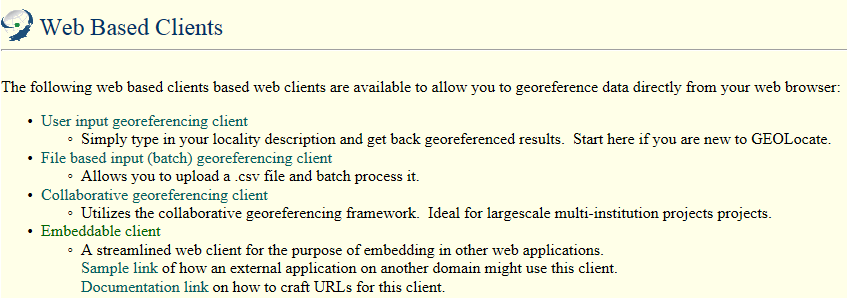 Web Based Clients
The following web based clients based web clients are available to allow you to georeference data directly from your web browser:
• User input georeferencing client
◦ Simply type in your locality description and get back georeferenced results.  Start here if you are new to GEOLocate.
• File based input (batch) georeferencing client
◦ Allows you to upload a .csv file and batch process it.
• Collaborative georeferencing client
◦ Utilizes the collaborative georeferencing framework.  Ideal for largescale multi-institution projects projects.
• Embeddable client
◦ A streamlined web client for the purpose of embedding in other web applications.
Sample link of how an external application on another domain might use this client.
Documentation link on how to craft URLs for this client.